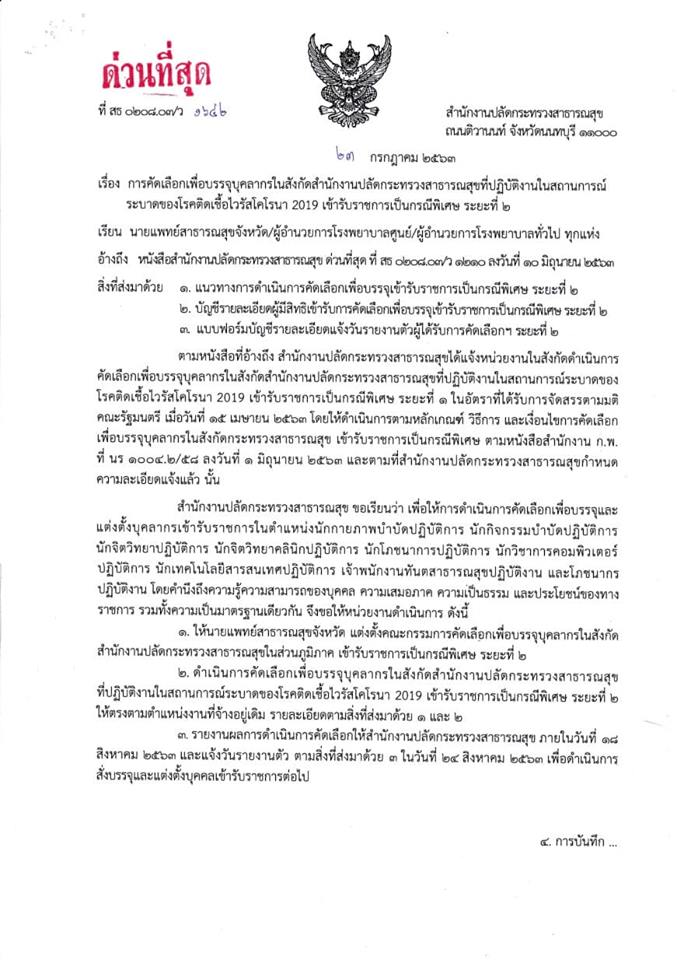 ด่วนที่สุด
ที่ สธ ๐๒๐๘.๐๓/ว ๑๖๔๒
สำนักงานปลัดกระทรวงสาธารณสุข
ถนนติวานนท์ จังหวัดนนทบุรี ๑๑๐๐๐
๒๓ กรกฎาคม ๒๕๖๓
เรื่อง การคัดเลือกเพื่อบรรจุบุคลากรในสังกัดสำนักงานปลัดกระทรวงสาธารณสุขที่ปฏิบัติงานในสถานการณ์
ระบาดของโรคติดเชื้อไวรัสโคโรนา 2019 เข้ารับราชการเป็นกรณีพิเศษ ระยะที่ ๒
เรียน นายแพทย์สาธารณสุขจังหวัด/ผู้อำนวยการโรงพยาบาลศูนย์/ผู้อำนวยการโรงพยาบาลทั่วไป ทุกแห่ง
อ้างถึง หนังสือสำนักงานปลัดกระทรวงสาธารณสุข ด่วนที่สุด ที่ สธ ๐๒๐๘.๐๓/ว ๑๒๑๐ ลงวันที่ ๑๐ มิถุนายน ๒๕๖๓
สิ่งที่ส่งมาด้วย ๑. แนวทางการดำเนินการคัดเลือกเพื่อบรรจุเข้ารับราชการเป็นกรณีพิเศษ ระยะที่ ๒
๒. บัญชีรายละเอียดผู้มีสิทธิเข้ารับการคัดเลือกเพื่อบรรจุเข้ารับราชการเป็นกรณีพิเศษ ระยะที่ ๒
๓. แบบฟอร์มบัญชีรายละเอียดแจ้งวันรายงานตัวผู้ได้รับการคัดเลือกฯ ระยะที่ ๒
ตามหนังสือที่อ้างถึง สำนักงานปลัดกระทรวงสาธารณสุขได้แจ้งหน่วยงานในสังกัดดำเนินการ
คัดเลือกเพื่อบรรจุบุคลากรในสังกัดสำนักงานปลัดกระทรวงสาธารณสุขที่ปฏิบัติงานในสถานการณ์ระบาดของ
โรคติดเชื้อไวรัสโคโรนา 2019 เข้ารับราชการเป็นกรณีพิเศษ ระยะที่ ๑ ในอัตราที่ได้รับการจัดสรรตามมติ
คณะรัฐมนตรี เมื่อวันที่ ๑๕ เมษายน ๒๕๖๓ โดยให้ดำเนินการตามหลักเกณฑ์ วิธีการ และเงื่อนไขการคัดเลือก
เพื่อบรรจุบุคลากรในสังกัดกระทรวงสาธารณสุข เข้ารับราชการเป็นกรณีพิเศษ ตามหนังสือสำนักงาน ก.พ.
ที่ นร ๑๐๐๔.๒/๕๘ ลงวันที่ ๑ มิถุนายน ๒๕๖๓ และตามที่สำนักงานปลัดกระทรวงสาธารณสุขกำหนด
ความละเอียดแจ้งแล้ว นั้น
สำนักงานปลัดกระทรวงสาธารณสุข ขอเรียนว่า เพื่อให้การดำเนินการคัดเลือกเพื่อบรรจุและ
แต่งตั้งบุคลากรเข้ารับราชการในตำแหน่งนักกายภาพบำบัดปฏิบัติการ นักกิจกรรมบำบัดปฏิบัติการ
นักจิตวิทยาปฏิบัติการ นักจิตวิทยาคลินิกปฏิบัติการ นักโภชนาการปฏิบัติการ นักวิชาการคอมพิวเตอร์
ปฏิบัติการ นักเทคโนโลยีสารสนเทศปฏิบัติการ เจ้าพนักงานทันตสาธารณสุขปฏิบัติงาน และโภชนากร
ปฏิบัติงาน โดยคำนึงถึงความรู้ความสามารถของบุคคล ความเสมอภาค ความเป็นธรรม และประโยชน์ของทาง
ราชการ รวมทั้งความเป็นมาตรฐานเดียวกัน จึงขอให้หน่วยงานดำเนินการ ดังนี้
๑. ให้นายแพทย์สาธารณสุขจังหวัด แต่งตั้งคณะกรรมการคัดเลือกเพื่อบรรจุบุคลากรในสังกัด
สำนักงานปลัดกระทรวงสาธารณสุขในส่วนภูมิภาค เข้ารับราชการเป็นกรณีพิเศษ ระยะที่ ๒
๒. ดำเนินการคัดเลือกเพื่อบรรจุบุคลากรในสังกัดสำนักงานปลัดกระทรวงสาธารณสุข
ที่ปฏิบัติงานในสถานการณ์ระบาดของโรคติดเชื้อไวรัสโคโรนา 2019 เข้ารับราชการเป็นกรณีพิเศษ ระยะที่ ๒
ให้ตรงตามตำแหน่งงานที่จ้างอยู่เดิม รายละเอียดตามสิ่งที่ส่งมาด้วย ๑ และ ๒
๓. รายงานผลการดำเนินการคัดเลือกให้สำนักงานปลัดกระทรวงสาธารณสุข ภายในวันที่ ๑๘
สิงหาคม ๒๕๖๓ และแจ้งวันรายงานตัว ตามสิ่งที่ส่งมาด้วย ๓ ในวันที่ ๒๔ สิงหาคม ๒๕๖๓ เพื่อดำเนินการ
สั่งบรรจุและแต่งตั้งบุคคลเข้ารับราชการต่อไป
๔. การบันทึก ...